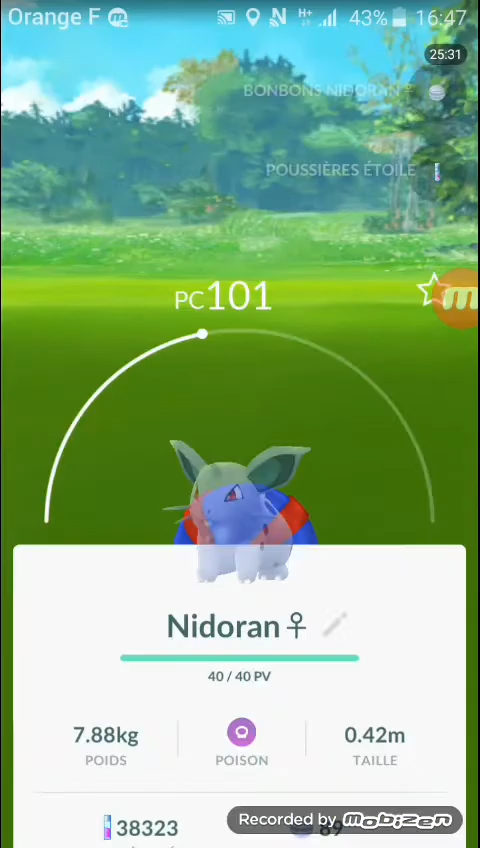 Orange F 43% 16:47
25:31
BONBONS NIDORAN♀
POUSSIÈRES ÉTOILE
PC101
Nidoran♀
40 / 40 PV
7.88kg
0.42m
POIDS
POISON
TAILLE
38323
89
Recorded by mobizen